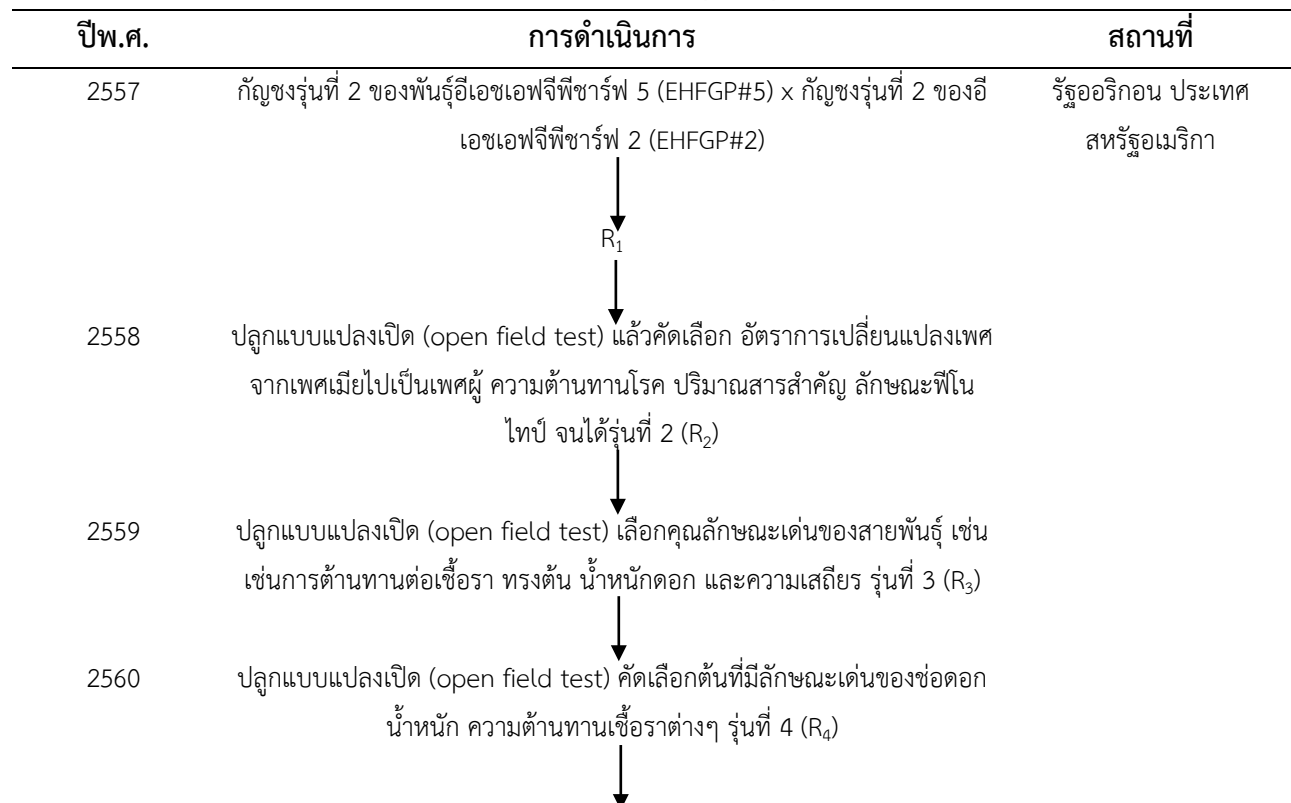 ปีพ.ศ. การดำเนินการ สถานที่
2557 กัญชงรุ่นที่ 2 ของพันธุ์อีเอชเอฟจีพีชาร์ฟ 5 (EHFGP#5) x กัญชงรุ่นที่ 2 ของอี รัฐออริกอน ประเทศ
เอชเอฟจีพีชาร์ฟ 2 (EHFGP#2) สหรัฐอเมริกา
R₁
2558 ปลูกแบบแปลงเปิด (open field test) แล้วคัดเลือก อัตราการเปลี่ยนแปลงเพศ
จากเพศเมียไปเป็นเพศผู้ ความต้านทานโรค ปริมาณสารสำคัญ ลักษณะฟีโน
ไทป์ จนได้รุ่นที่ 2 (R₂)
2559 ปลูกแบบแปลงเปิด (open field test) เลือกคุณลักษณะเด่นของสายพันธุ์ เช่น
เช่นการต้านทานต่อเชื้อรา ทรงต้น น้ำหนักดอก และความเสถียร รุ่นที่ 3 (R₃)
2560 ปลูกแบบแปลงเปิด (open field test) คัดเลือกต้นที่มีลักษณะเด่นของช่อดอก
น้ำหนัก ความต้านทานเชื้อราต่างๆ รุ่นที่ 4 (R₄)